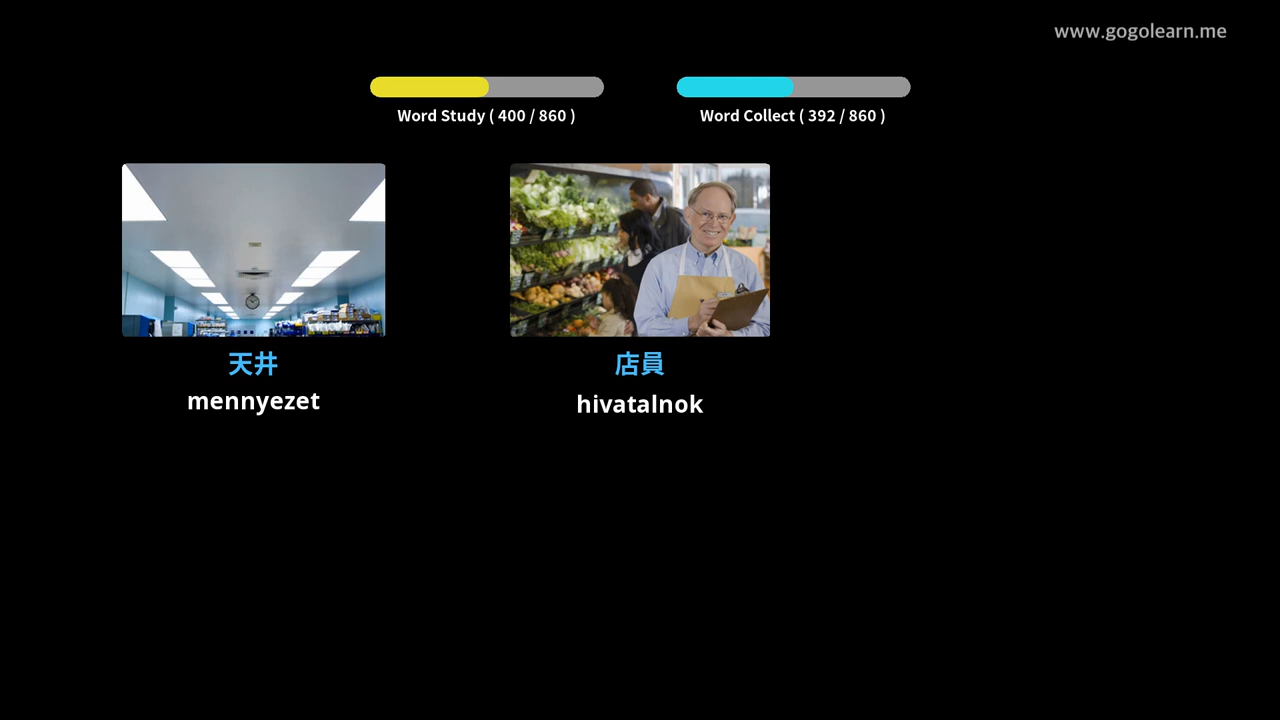 www.gogolearn.me
Word Study ( 400 / 860 )
Word Collect ( 392 / 860 )
天井
mennyezet
店員
hivatalnok